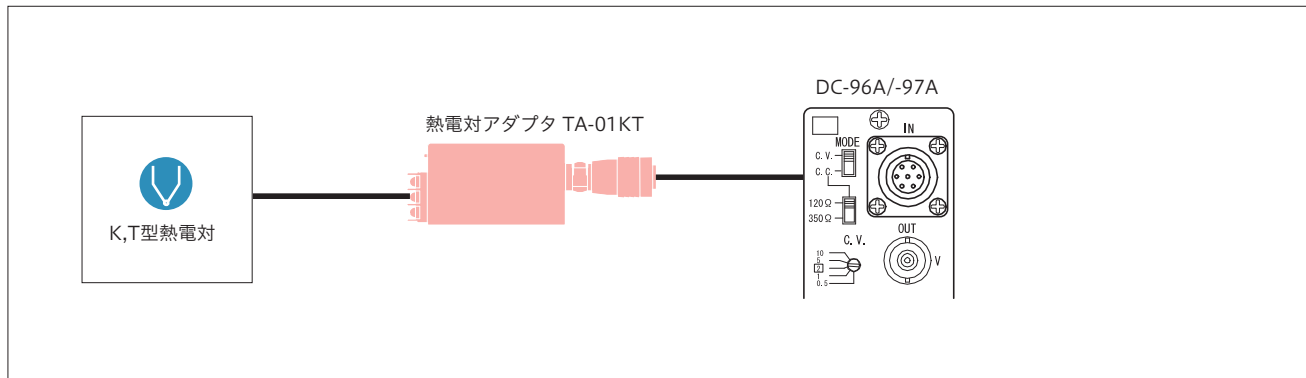 DC-96A/-97A
熱電対アダプタ TA-01KT
K,T型熱電対
IN
MODE
C.V.
C.C.
120Ω
350Ω
OUT
C.V.
V
10
5
2
1
0.5